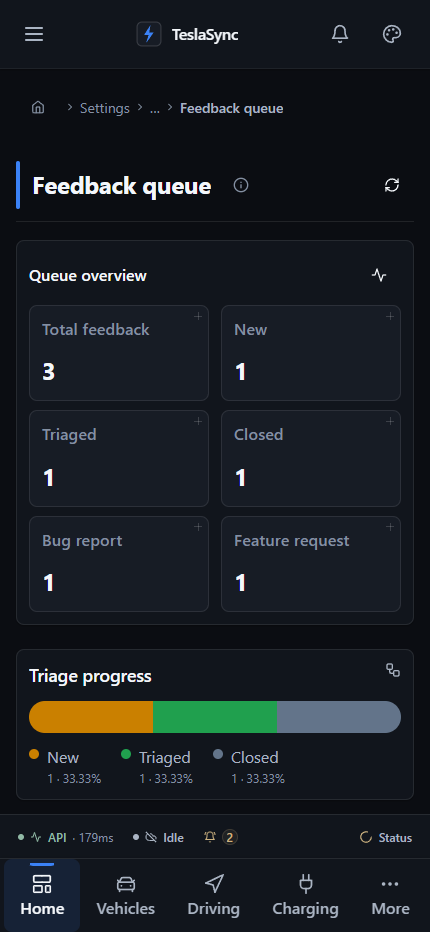 TeslaSync
Settings ... Feedback queue
Feedback queue
Queue overview
Total feedback
3
New
1
Triaged
1
Closed
1
Bug report
1
Feature request
1
Triage progress
New
1 · 33.33%
Triaged
1 · 33.33%
Closed
1 · 33.33%
API · 179ms Idle 2 Status
Home Vehicles Driving Charging More